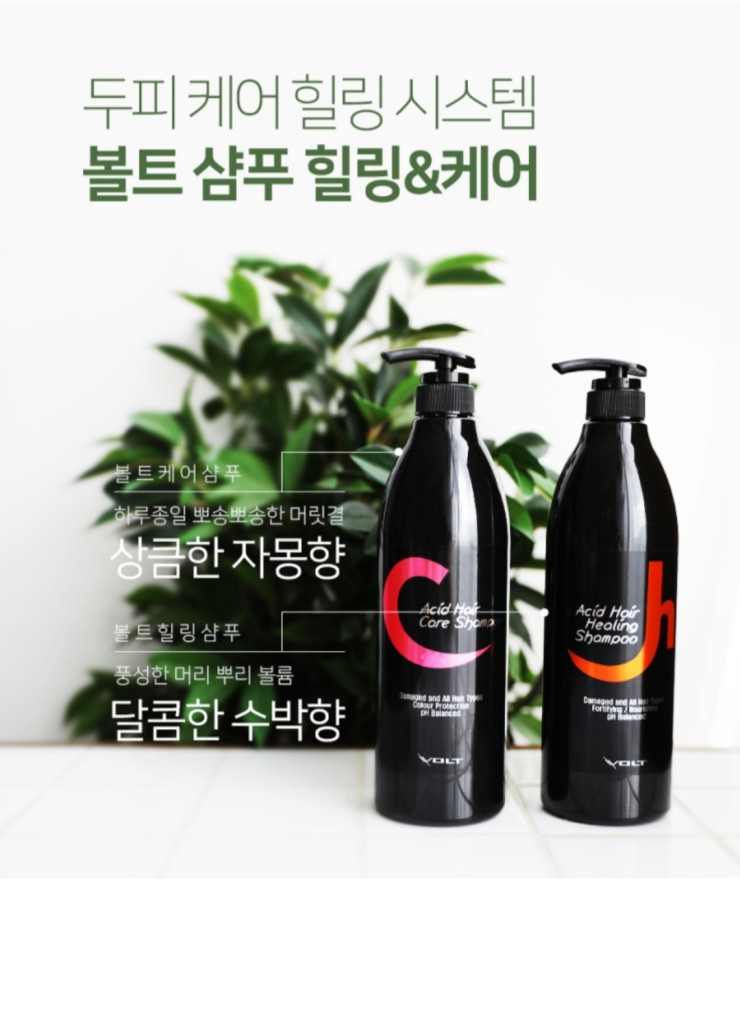 두피 케어 힐링 시스템
볼트 샴푸 힐링&케어
볼트케어샴푸
하루종일 뽀송뽀송한 머릿결
상큼한 자몽향
볼트힐링샴푸
풍성한 머리 뿌리 볼륨
달콤한 수박향
C
Acid Hair
Care Shamp
Damaged and All Hair Types
Colour Protection
pH Balanced
VOLT
h
Acid Hair
Healing
Shampoo
Damaged and All Hair Types
Fortifying / Nourishing
pH Balanced
VOLT